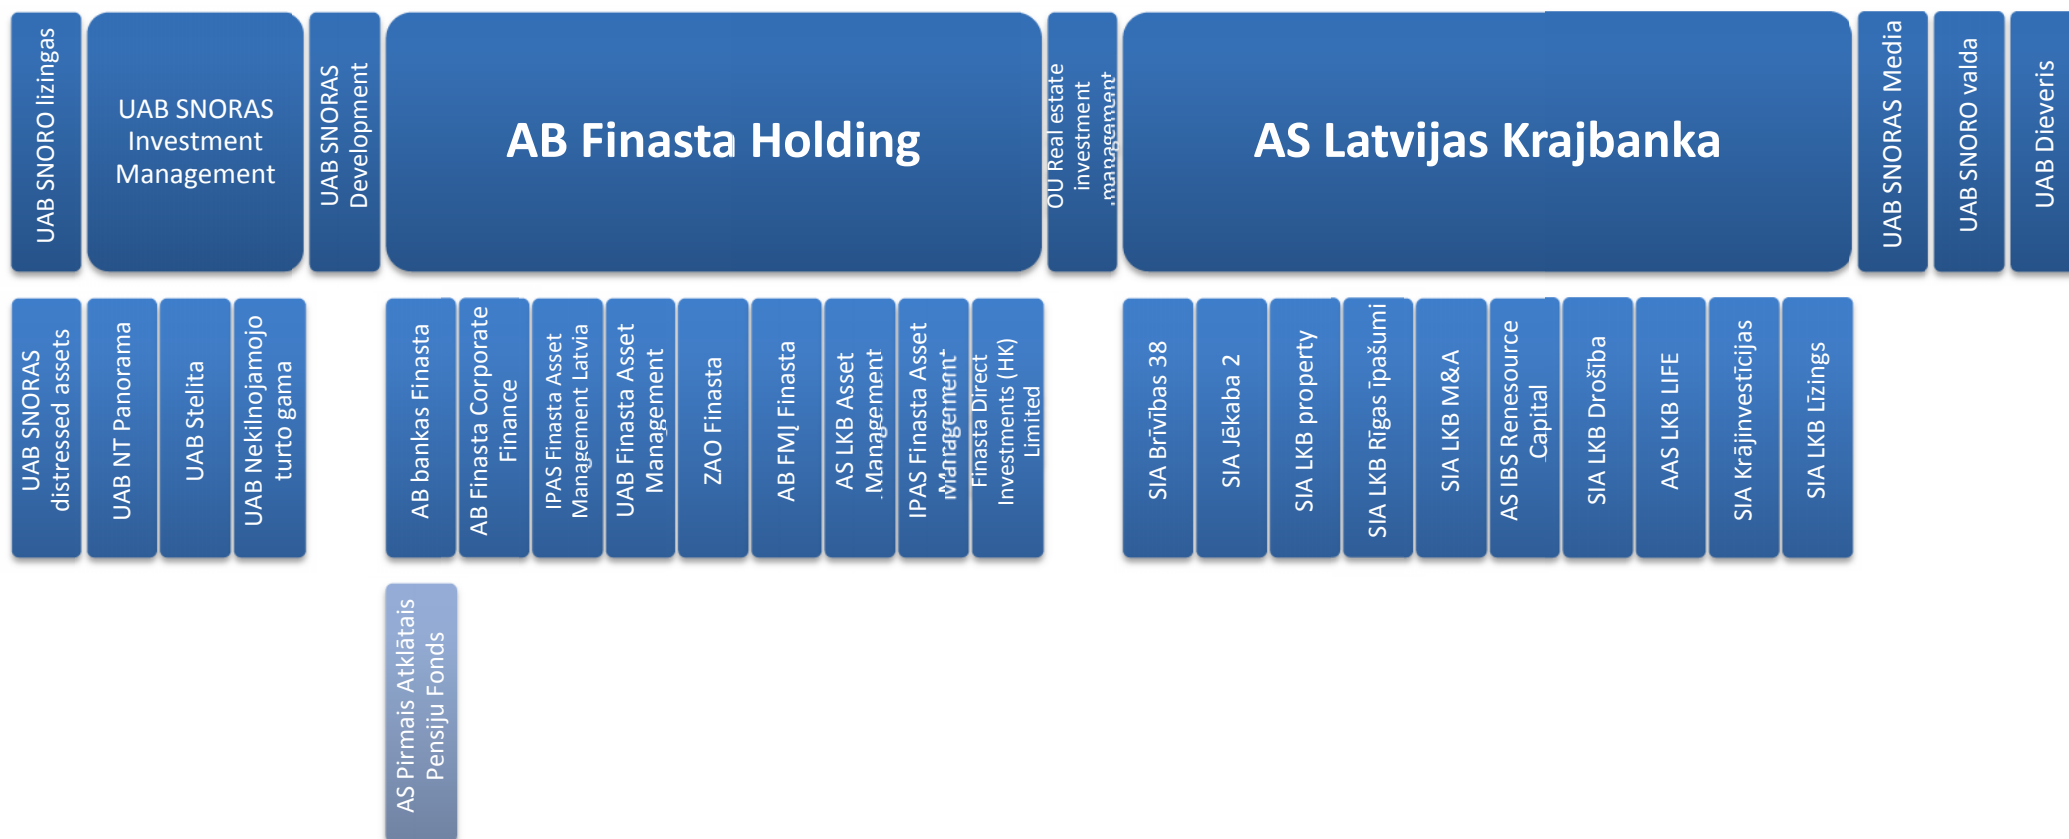 UAB SNORO lizingas
UAB SNORAS
Investment
Management
UAB SNORAS
Development
AB Finasta Holding
OU Real estate
investment
management
AS Latvijas Krajbanka
UAB SNORAS Media
UAB SNORO valda
UAB Dieveris
UAB SNORAS
distressed assets
UAB NT Panorama
UAB Stelita
UAB Nekilnojamojo
turto gama
AB bankas Finasta
AB Finasta Corporate
Finance
IPAS Finasta Asset
Management Latvia
UAB Finasta Asset
Management
ZAO Finasta
AB FMĮ Finasta
AS LKB Asset
Management
IPAS Finasta Asset
Management
Finasta Direct
Investments (HK)
Limited
SIA Brīvības 38
SIA Jēkaba 2
SIA LKB property
SIA LKB Rīgas īpašumi
SIA LKB M&A
AS IBS Renesource
Capital
SIA LKB Drošība
AAS LKB LIFE
SIA Krājinvestīcijas
SIA LKB Līzings
AS Pirmais Atklātais
Pensiju Fonds